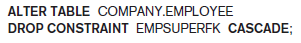 ALTER TABLE COMPANY.EMPLOYEE
DROP CONSTRAINT EMPSUPERFK CASCADE;